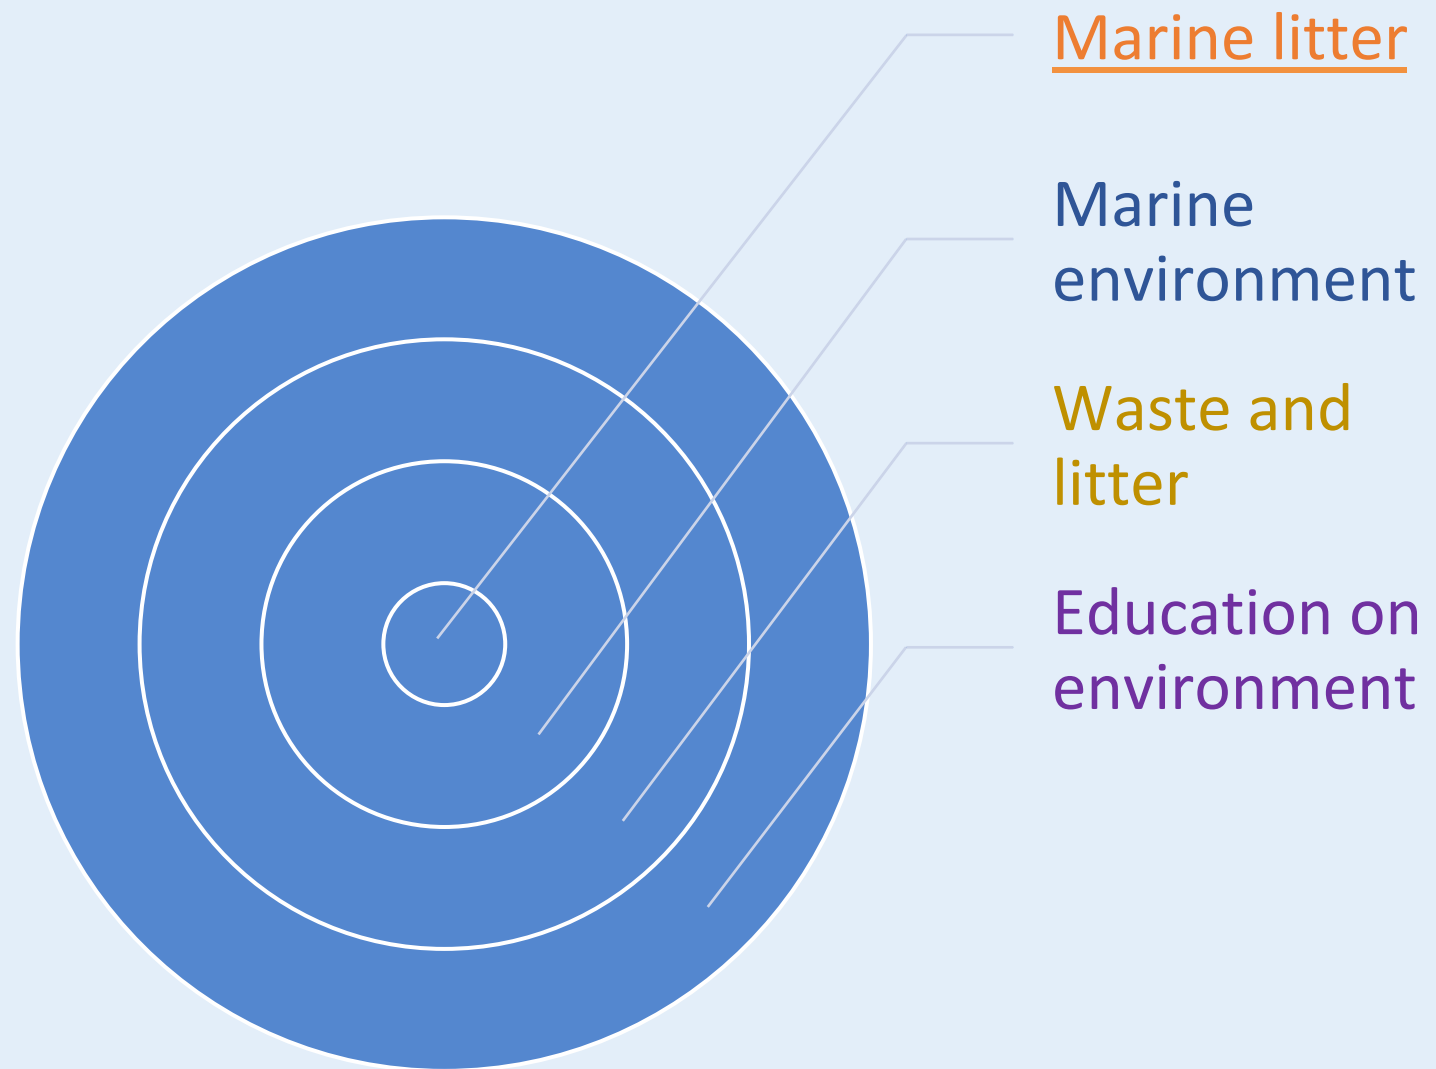 Marine litter
Marine
environment
Waste and
litter
Education on
environment